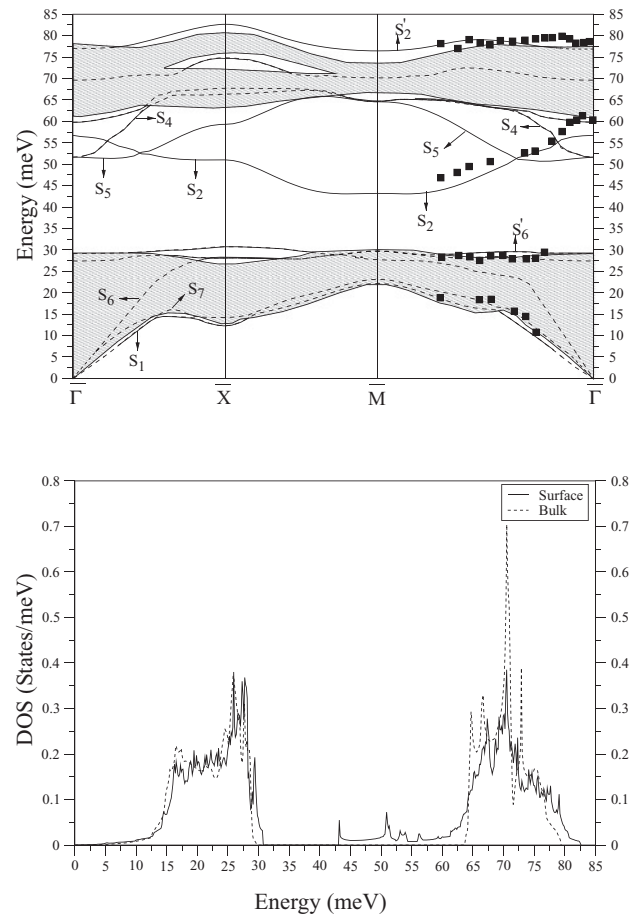 85 85
80 80
75 75
70 70
65 65
60 60
55 55
50 50
45 45
40 40
35 35
30 30
25 25
20 20
15 15
10 10
5 5
0 0
Energy (meV)
S'2
S4 S4
S5 S2 S5 S2
S'6
S6 S7
S1
Γ X M Γ
0.8 0.8
0.7 0.7
0.6 0.6
0.5 0.5
0.4 0.4
0.3 0.3
0.2 0.2
0.1 0.1
0 0
DOS (States/meV)
Surface
Bulk
0 5 10 15 20 25 30 35 40 45 50 55 60 65 70 75 80 85
Energy (meV)